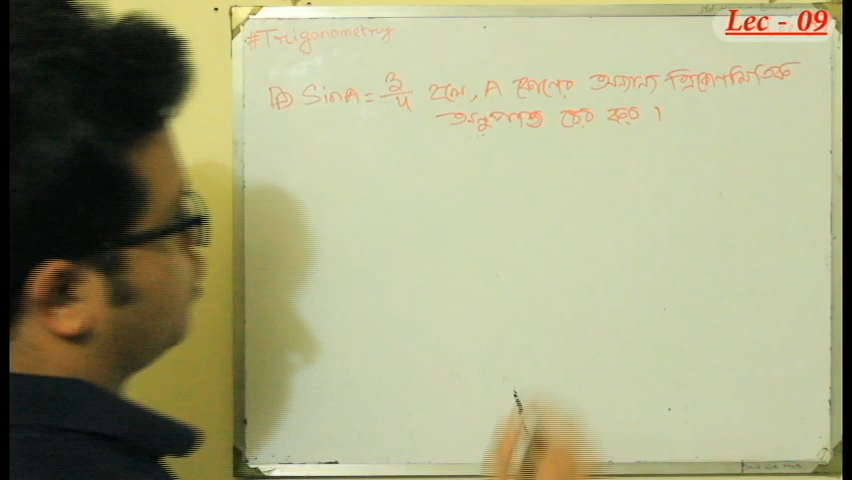 Lec - 09
#Trigonometry
SinA = 3/4 হলে, A কোণের অন্যান্য ত্রিকোণমিতিক
অনুপাত বের কর ।